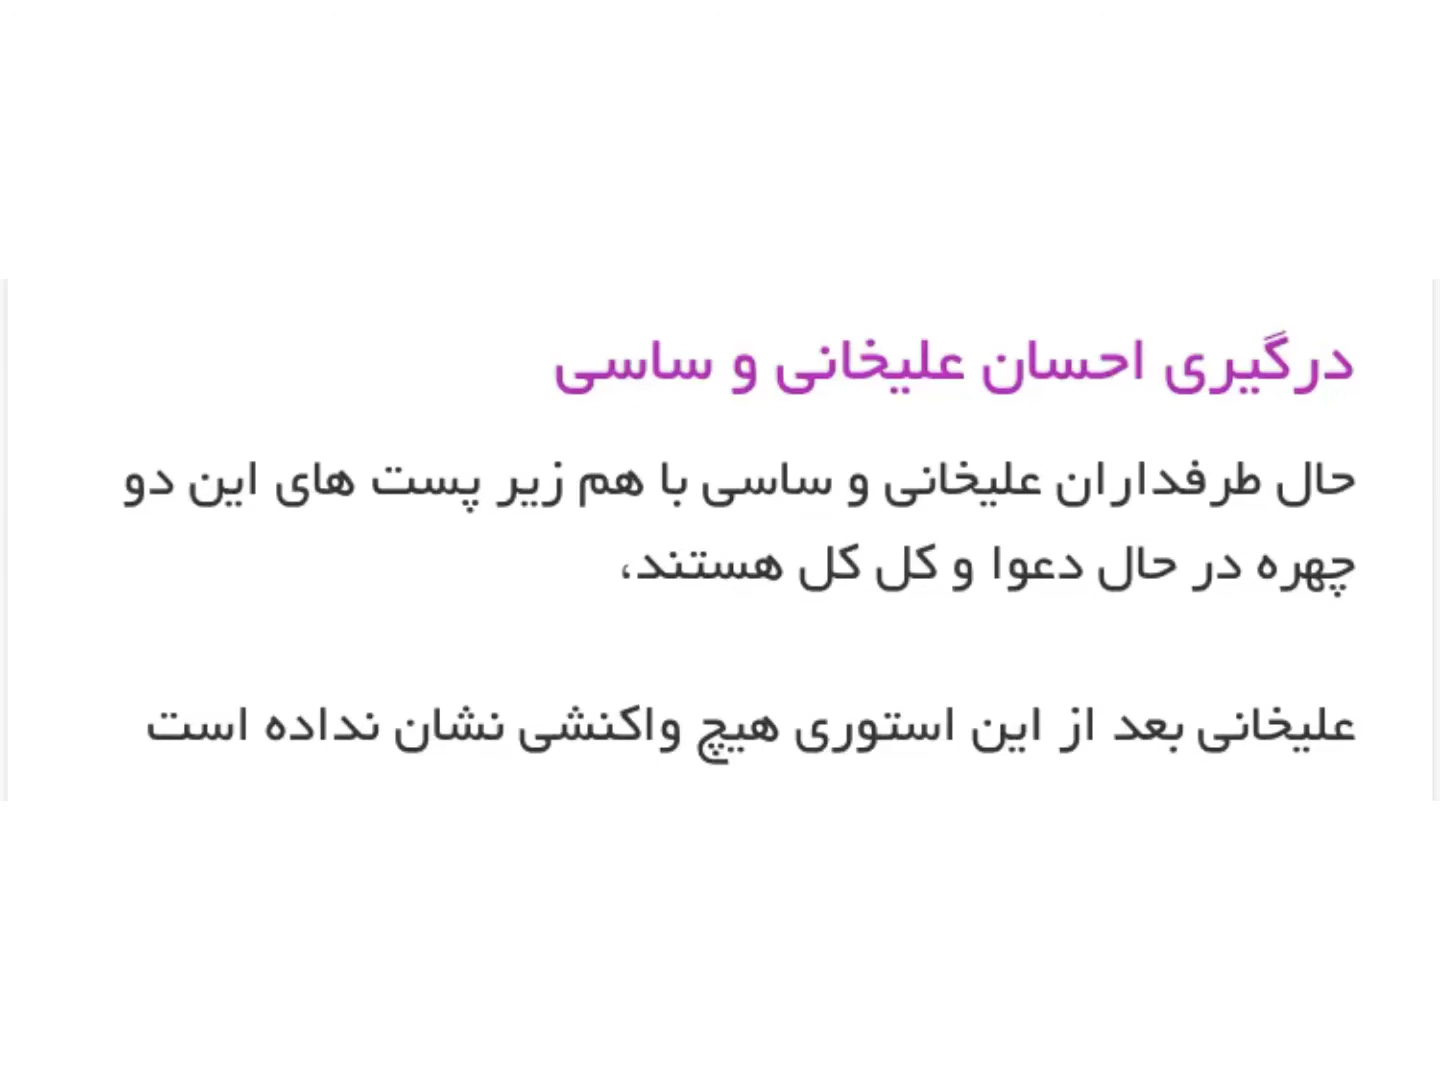 درگیری احسان علیخانی و ساسی
حال طرفداران علیخانی و ساسی با هم زیر پست های این دو
چهره در حال دعوا و کل کل هستند،
علیخانی بعد از این استوری هیچ واکنشی نشان نداده است